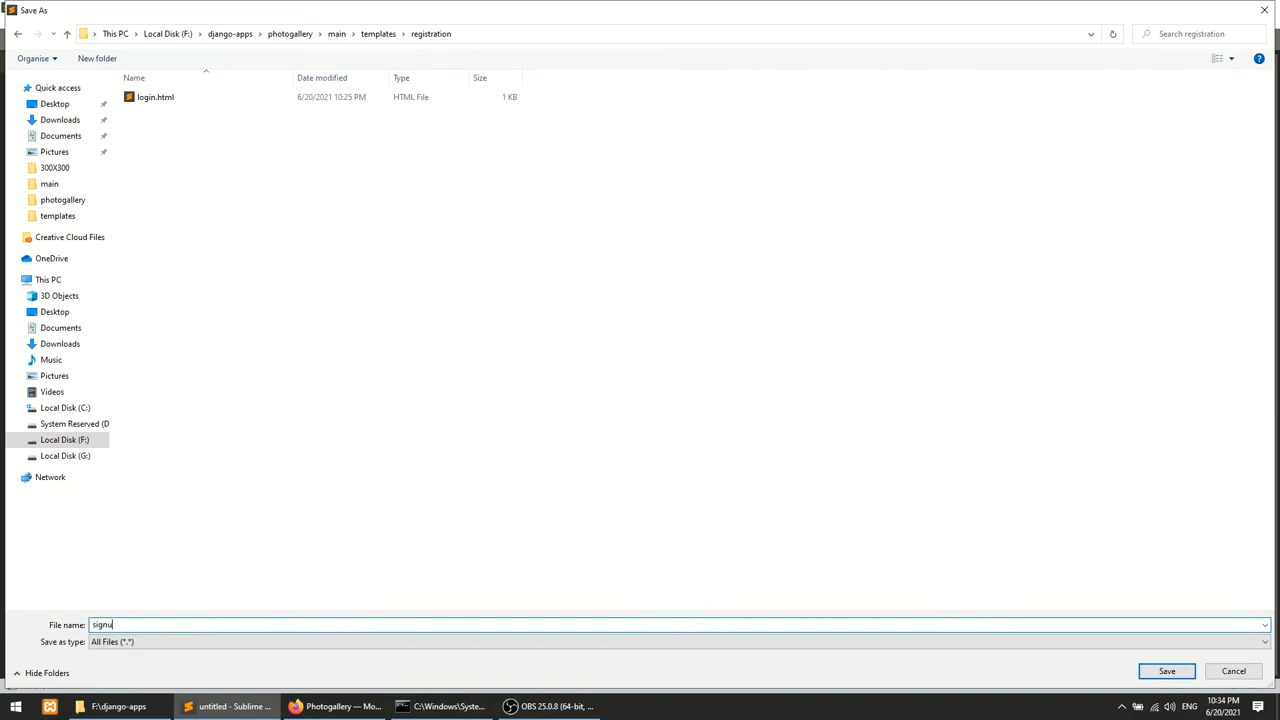 Save As
This PC Local Disk (F:) django-apps photogallery main templates registration
Search registration
Organise New folder
Name Date modified Type Size
login.html 6/20/2021 10:25 PM HTML File 1 KB
Quick access
Desktop
Downloads
Documents
Pictures
300X300
main
photogallery
templates
Creative Cloud Files
OneDrive
This PC
3D Objects
Desktop
Documents
Downloads
Music
Pictures
Videos
Local Disk (C:)
System Reserved (D
Local Disk (F:)
Local Disk (G:)
Network
File name: signu
Save as type: All Files (*.*)
Hide Folders
Save Cancel
F:\django-apps
untitled - Sublime ...
Photogallery — Mo...
C:\Windows\Syste...
OBS 25.0.8 (64-bit, ...
ENG
10:34 PM
6/20/2021